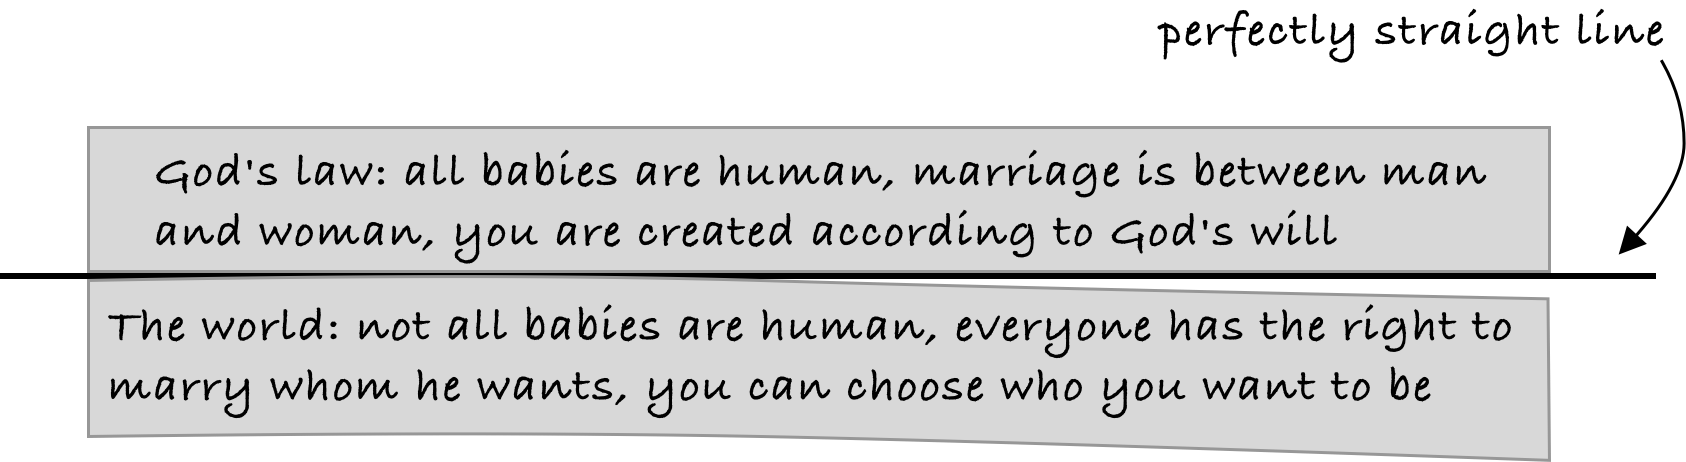 perfectly straight line
God's law: all babies are human, marriage is between man
and woman, you are created according to God's will
The world: not all babies are human, everyone has the right to
marry whom he wants, you can choose who you want to be